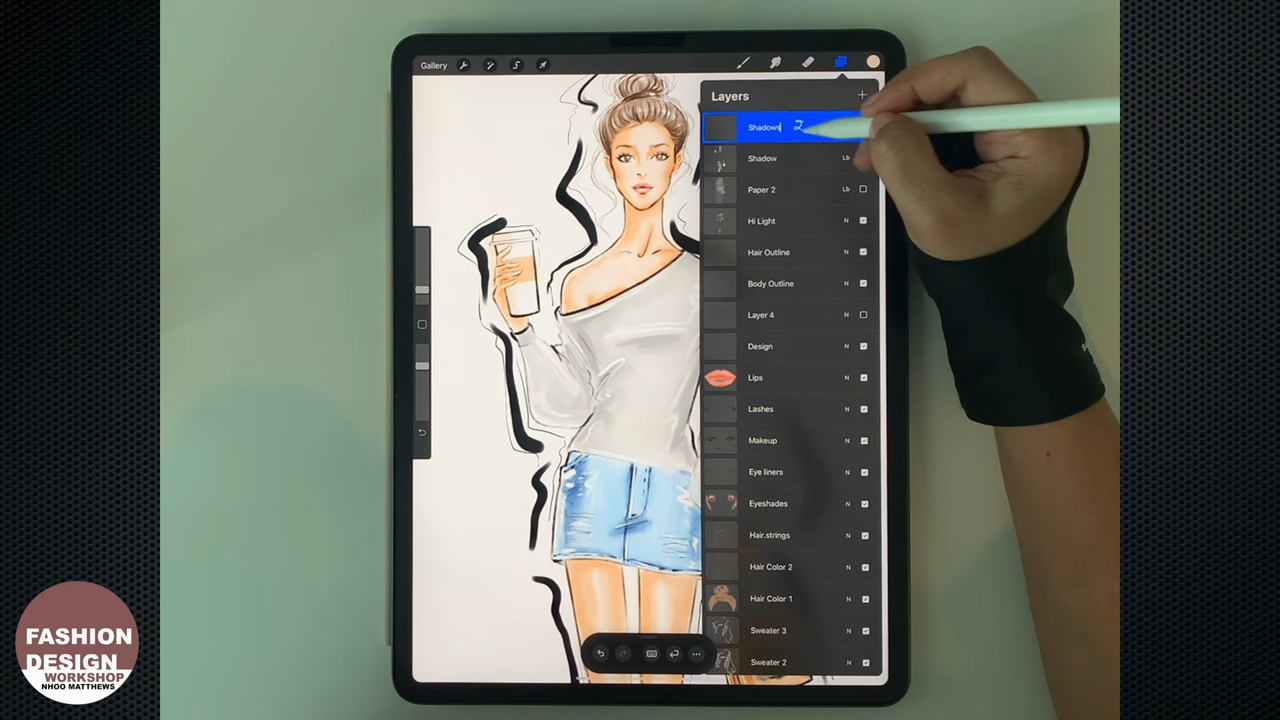 Gallery
Layers
Shadows 2
Shadow Lb
Paper 2 Lb
Hi Light N
Hair Outline N
Body Outline N
Layer 4 N
Design N
Lips N
Lashes N
Makeup N
Eye liners N
Eyeshades N
Hair.strings N
Hair Color 2 N
Hair Color 1 N
Sweater 3 N
Sweater 2 N
FASHION
DESIGN
WORKSHOP
NHOO MATTHEWS